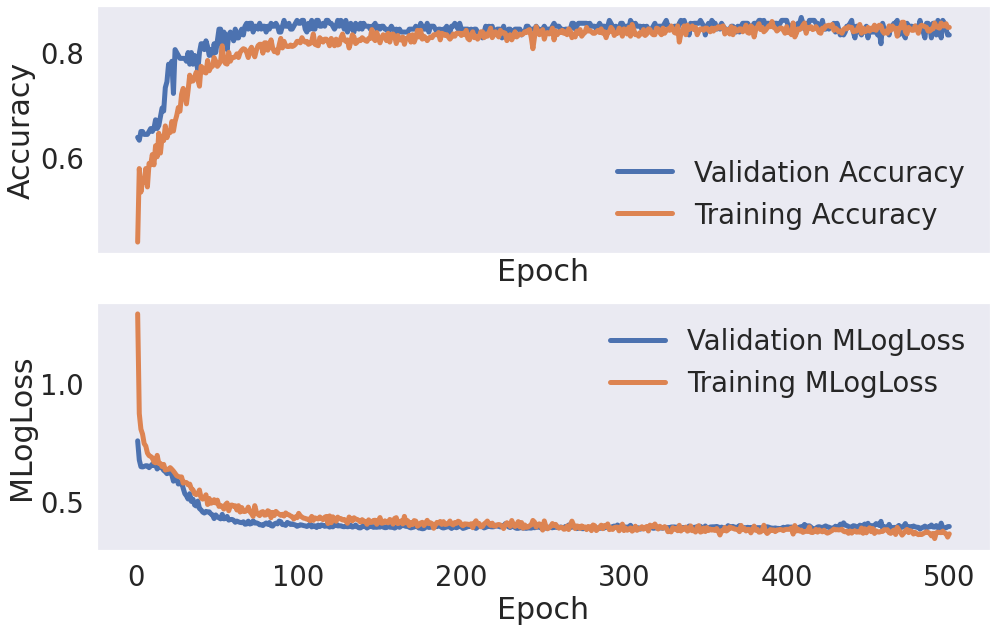 0.8
0.6
Accuracy
Validation Accuracy
Training Accuracy
Epoch
1.0
0.5
MLogLoss
Validation MLogLoss
Training MLogLoss
0 100 200 300 400 500
Epoch